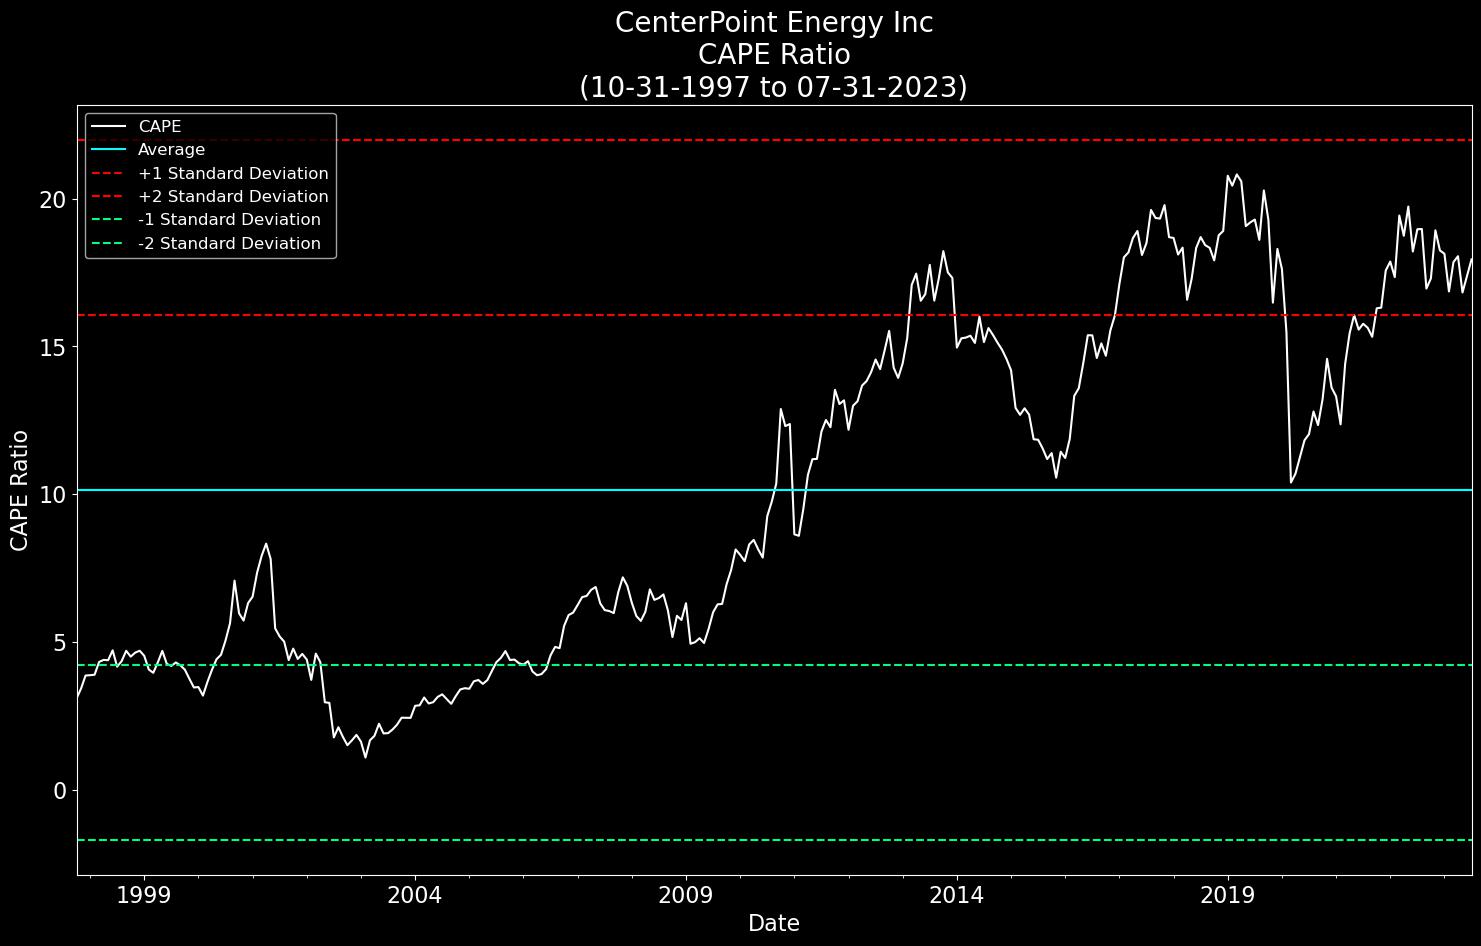 CenterPoint Energy Inc
CAPE Ratio
(10-31-1997 to 07-31-2023)
CAPE
Average
+1 Standard Deviation
+2 Standard Deviation
-1 Standard Deviation
-2 Standard Deviation
CAPE Ratio
20
15
10
5
0
1999
2004
2009
2014
2019
Date